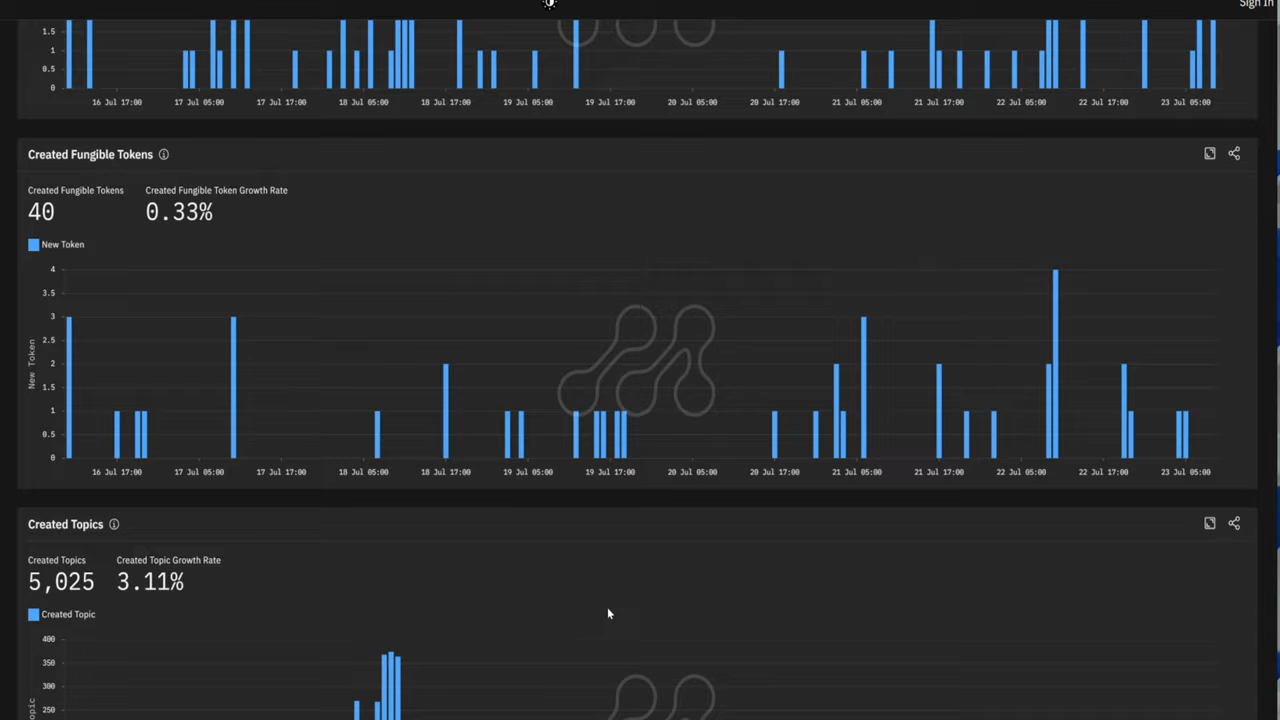 Sign In
1.5
1
0.5
0
16 Jul 17:00 17 Jul 05:00 17 Jul 17:00 18 Jul 05:00 18 Jul 17:00 19 Jul 05:00 19 Jul 17:00 20 Jul 05:00 20 Jul 17:00 21 Jul 05:00 21 Jul 17:00 22 Jul 05:00 22 Jul 17:00 23 Jul 05:00
Created Fungible Tokens
Created Fungible Tokens Created Fungible Token Growth Rate
40 0.33%
New Token
4
3.5
3
2.5
2
1.5
1
0.5
0
New Token
16 Jul 17:00 17 Jul 05:00 17 Jul 17:00 18 Jul 05:00 18 Jul 17:00 19 Jul 05:00 19 Jul 17:00 20 Jul 05:00 20 Jul 17:00 21 Jul 05:00 21 Jul 17:00 22 Jul 05:00 22 Jul 17:00 23 Jul 05:00
Created Topics
Created Topics Created Topic Growth Rate
5,025 3.11%
Created Topic
400
350
300
250
opic